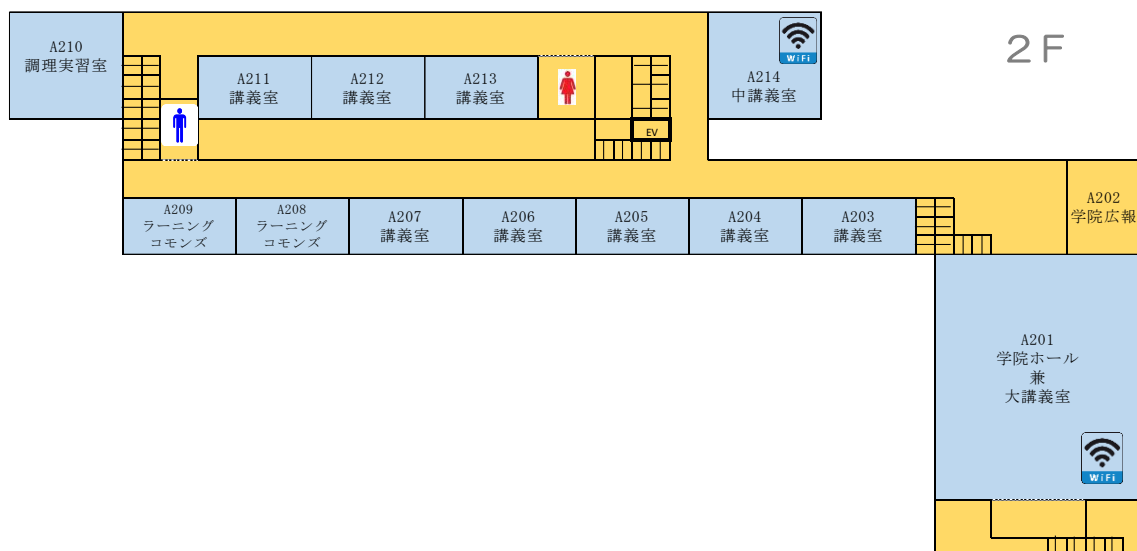 ２Ｆ
A210
調理実習室
A211
講義室
A212
講義室
A213
講義室
WiFi
A214
中講義室
EV
A209
ラーニング
コモンズ
A208
ラーニング
コモンズ
A207
講義室
A206
講義室
A205
講義室
A204
講義室
A203
講義室
A202
学院広報
A201
学院ホール
兼
大講義室
WiFi